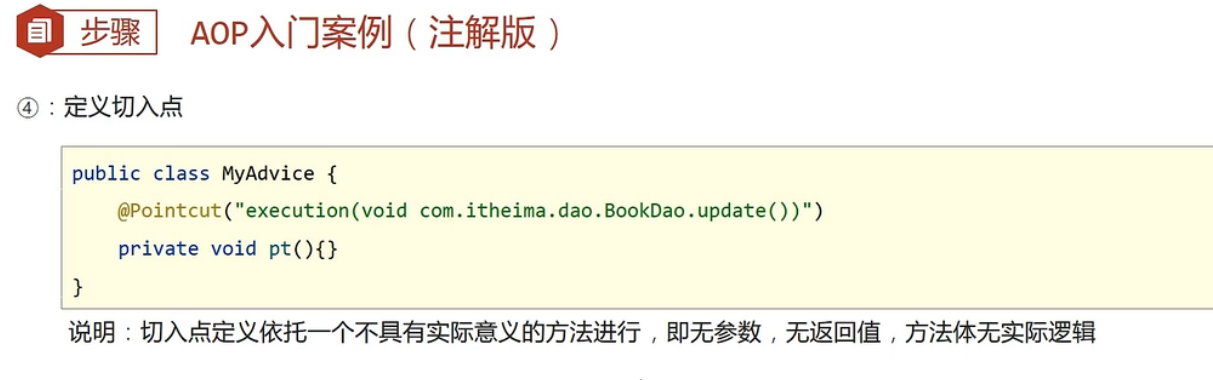 步骤 AOP入门案例（注解版）
④：定义切入点
public class MyAdvice {
@Pointcut("execution(void com.itheima.dao.BookDao.update())")
private void pt(){}
}
说明：切入点定义依托一个不具有实际意义的方法进行，即无参数，无返回值，方法体无实际逻辑